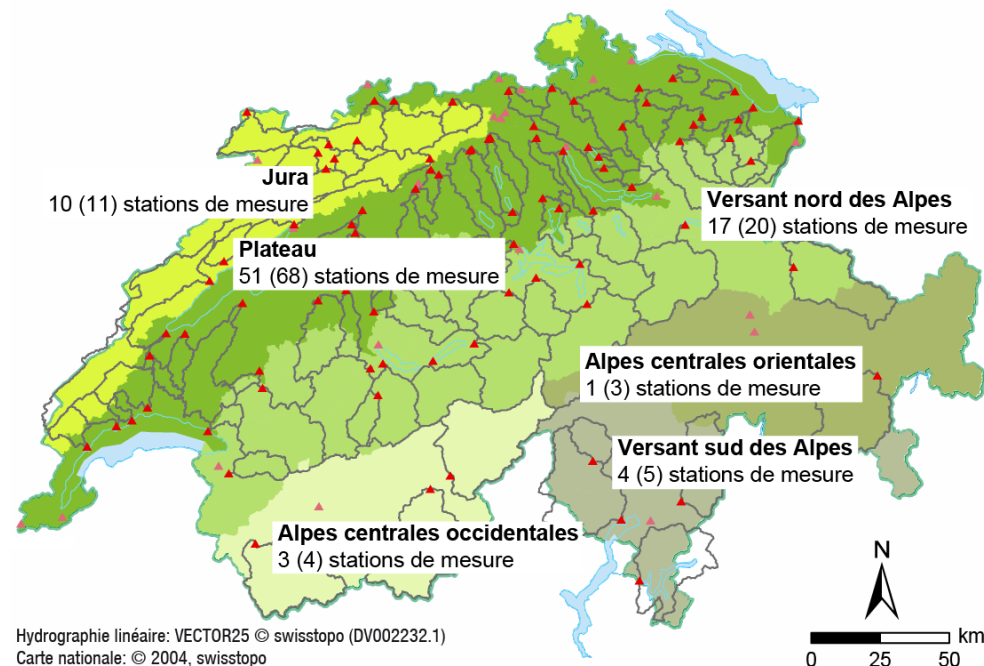 Jura
10 (11) stations de mesure
Versant nord des Alpes
17 (20) stations de mesure
Plateau
51 (68) stations de mesure
Alpes centrales orientales
1 (3) stations de mesure
Versant sud des Alpes
4 (5) stations de mesure
Alpes centrales occidentales
3 (4) stations de mesure
N
km
0 25 50
Hydrographie linéaire: VECTOR25 © swisstopo (DV002232.1)
Carte nationale: © 2004, swisstopo